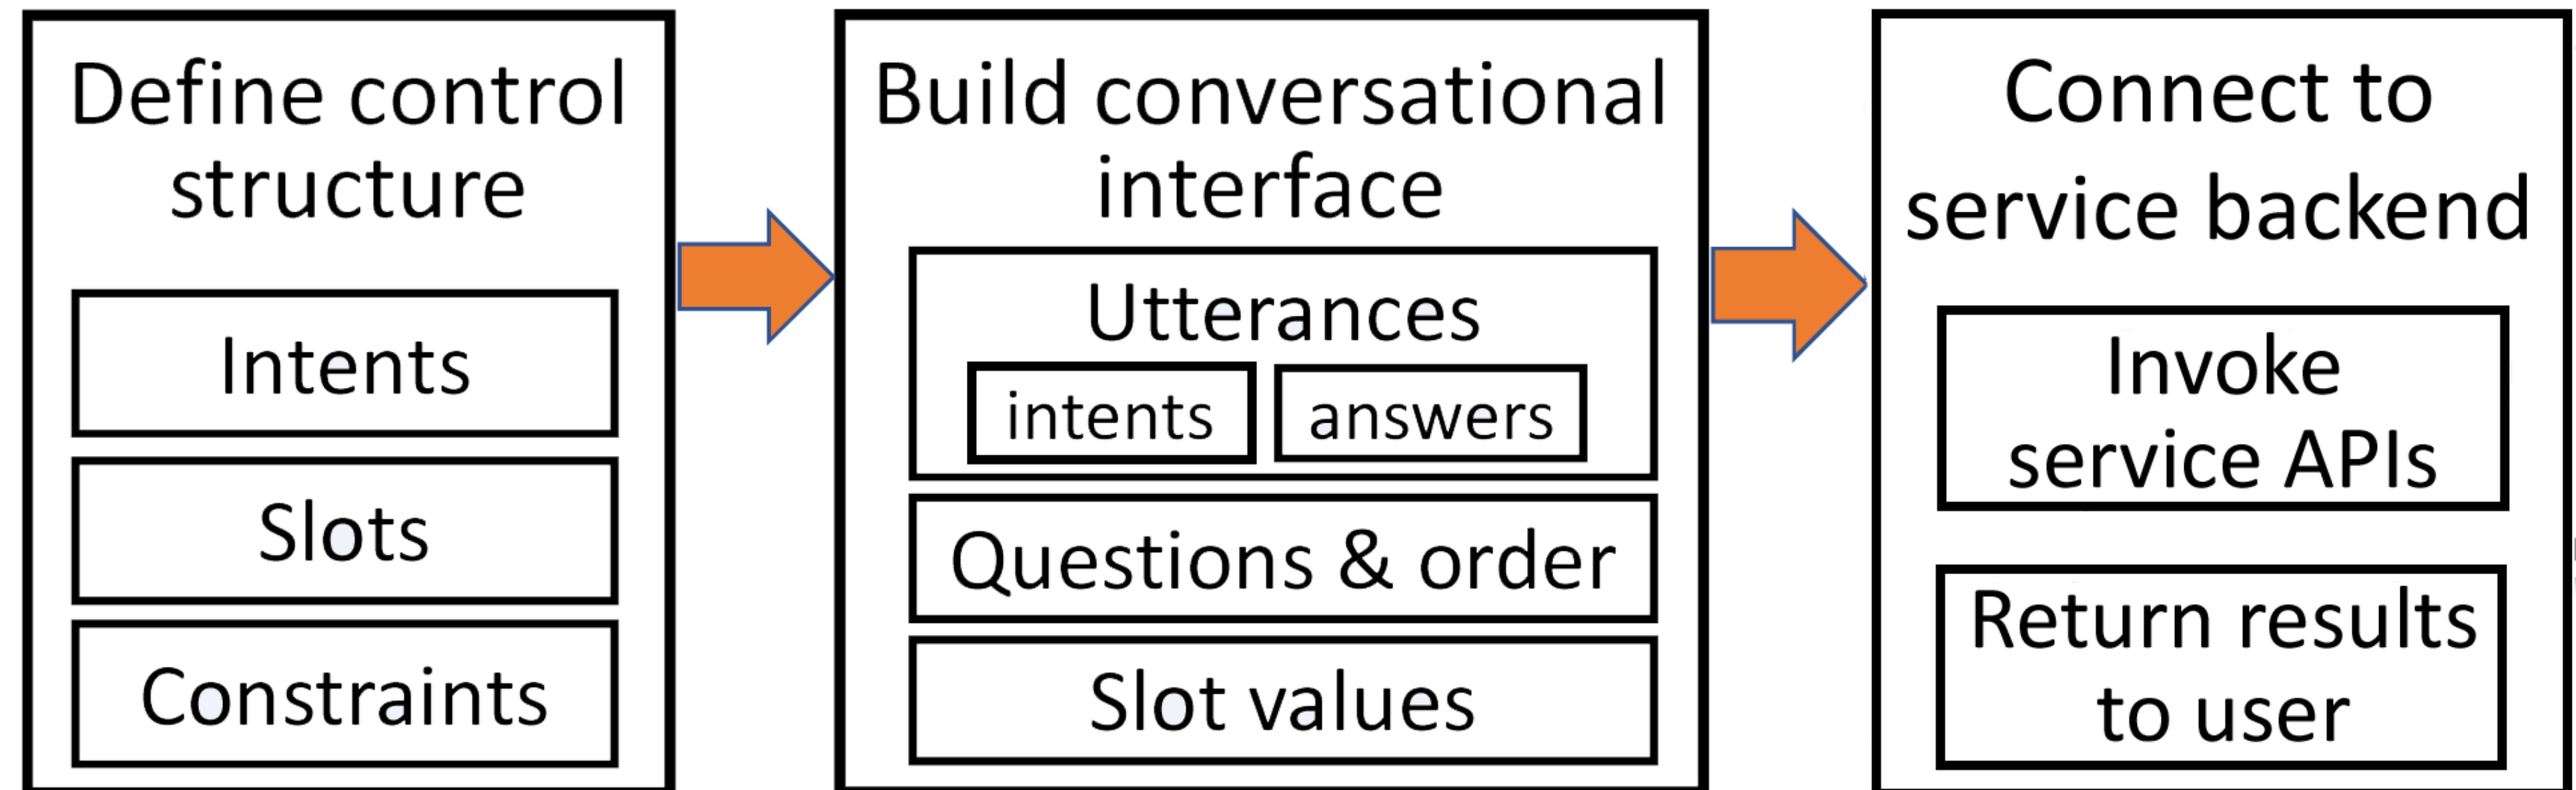 Define control
structure
Intents
Slots
Constraints
Build conversational
interface
Utterances
intents
answers
Questions & order
Slot values
Connect to
service backend
Invoke
service APIs
Return results
to user